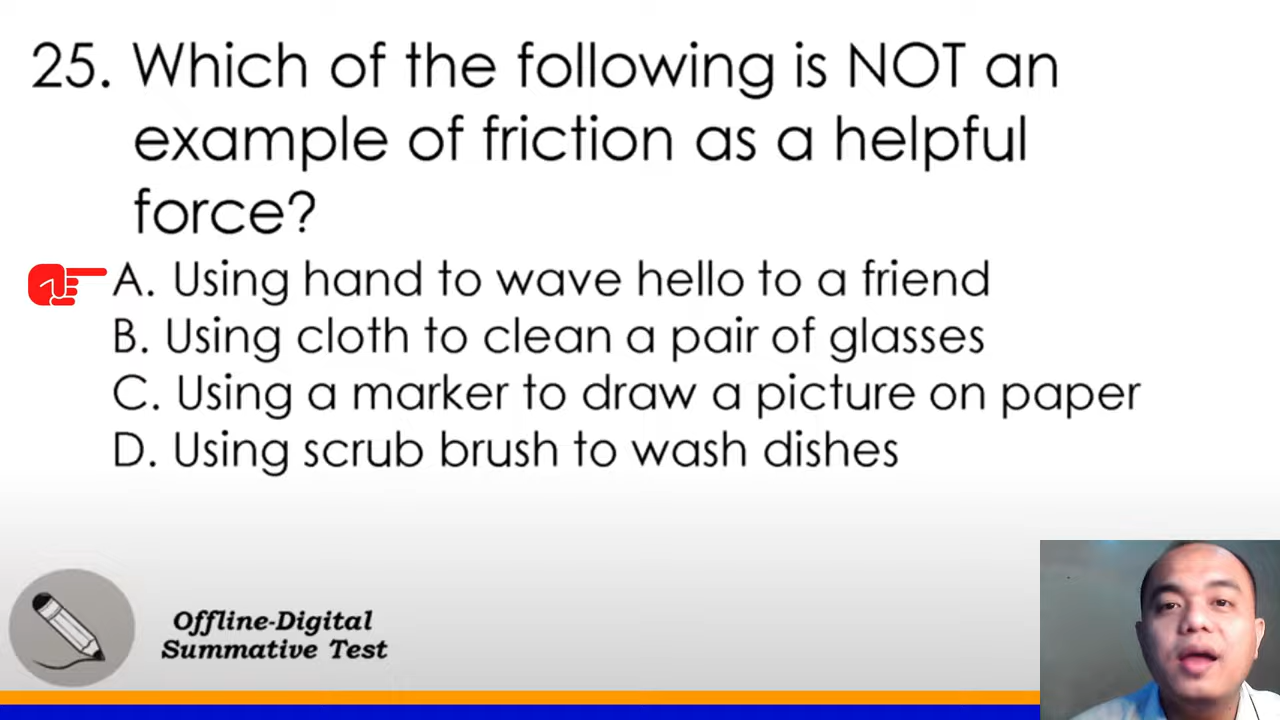 25. Which of the following is NOT an
example of friction as a helpful
force?
A. Using hand to wave hello to a friend
B. Using cloth to clean a pair of glasses
C. Using a marker to draw a picture on paper
D. Using scrub brush to wash dishes
Offline-Digital
Summative Test